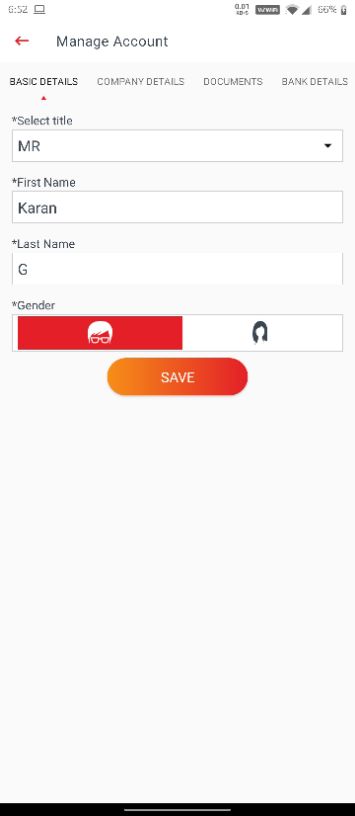 6:52 0.01 KB/S VoWiFi 66%
Manage Account
BASIC DETAILS COMPANY DETAILS DOCUMENTS BANK DETAILS
*Select title
MR
*First Name
Karan
*Last Name
G
*Gender
SAVE